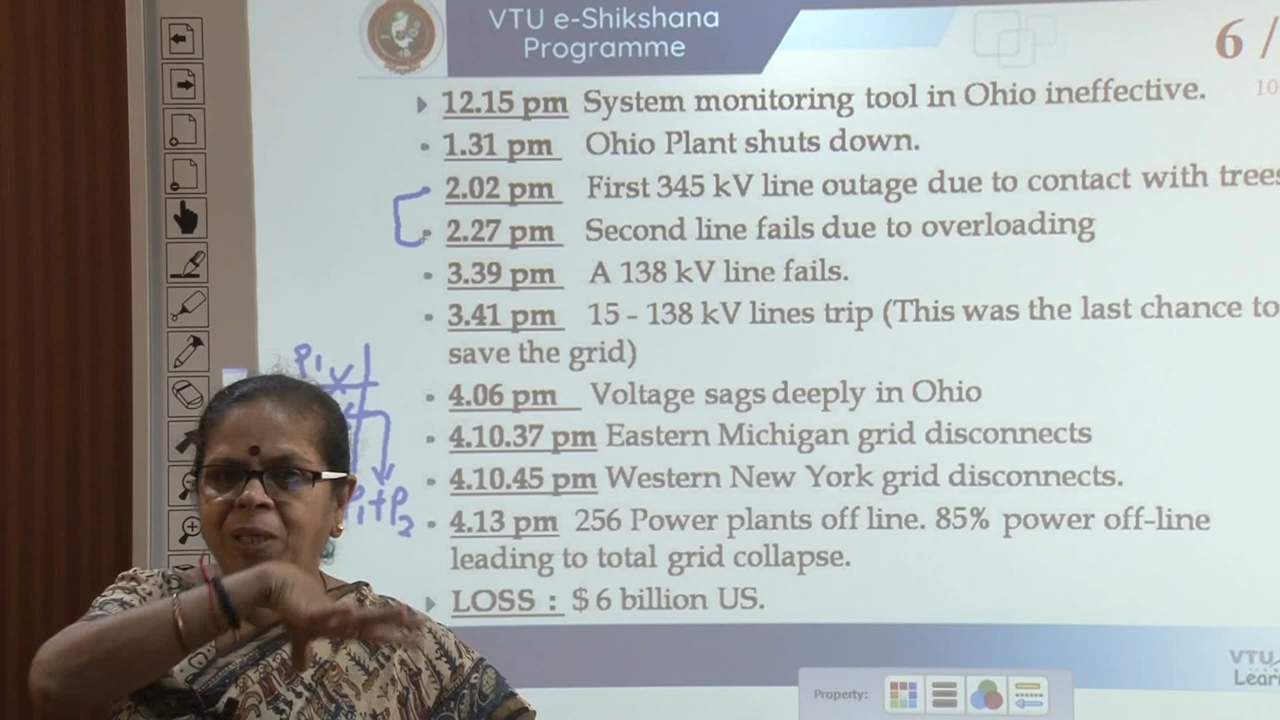 VTU e-Shikshana
Programme
6 /
10
12.15 pm System monitoring tool in Ohio ineffective.
1.31 pm Ohio Plant shuts down.
2.02 pm First 345 kV line outage due to contact with trees
2.27 pm Second line fails due to overloading
3.39 pm A 138 kV line fails.
3.41 pm 15 - 138 kV lines trip (This was the last chance to
save the grid)
P1
4.06 pm Voltage sags deeply in Ohio
4.10.37 pm Eastern Michigan grid disconnects
4.10.45 pm Western New York grid disconnects.
P1+P2
4.13 pm 256 Power plants off line. 85% power off-line
leading to total grid collapse.
LOSS : $ 6 billion US.
VTU
Learn
Property: